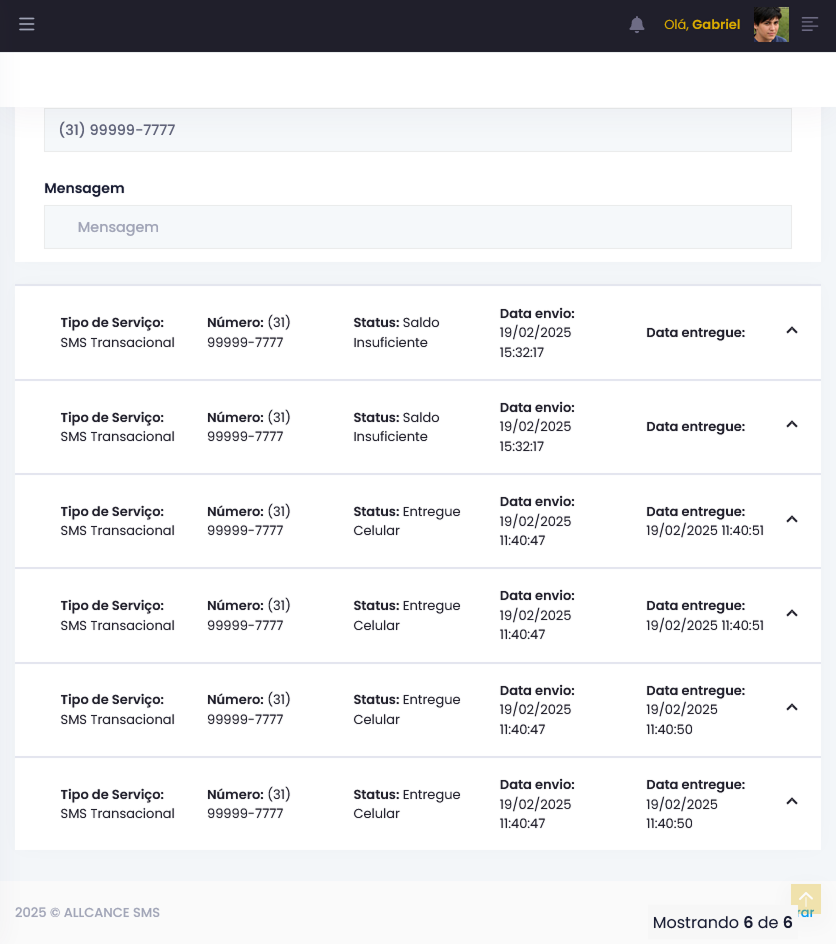 Olá, Gabriel
(31) 99999-7777
Mensagem
Mensagem
Tipo de Serviço:
SMS Transacional
Número: (31)
99999-7777
Status: Saldo
Insuficiente
Data envio:
19/02/2025
15:32:17
Data entregue:
Tipo de Serviço:
SMS Transacional
Número: (31)
99999-7777
Status: Saldo
Insuficiente
Data envio:
19/02/2025
15:32:17
Data entregue:
Tipo de Serviço:
SMS Transacional
Número: (31)
99999-7777
Status: Entregue
Celular
Data envio:
19/02/2025
11:40:47
Data entregue:
19/02/2025 11:40:51
Tipo de Serviço:
SMS Transacional
Número: (31)
99999-7777
Status: Entregue
Celular
Data envio:
19/02/2025
11:40:47
Data entregue:
19/02/2025 11:40:51
Tipo de Serviço:
SMS Transacional
Número: (31)
99999-7777
Status: Entregue
Celular
Data envio:
19/02/2025
11:40:47
Data entregue:
19/02/2025
11:40:50
Tipo de Serviço:
SMS Transacional
Número: (31)
99999-7777
Status: Entregue
Celular
Data envio:
19/02/2025
11:40:47
Data entregue:
19/02/2025
11:40:50
2025 © ALLCANCE SMS
Mostrando 6 de 6